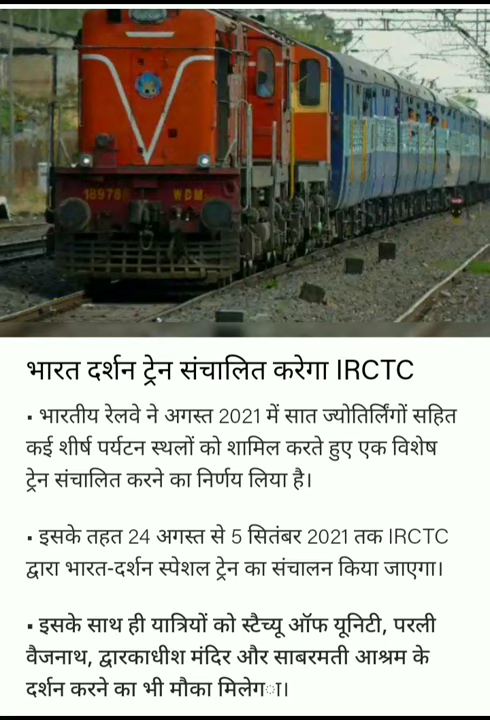 18978
WDM
भारत दर्शन ट्रेन संचालित करेगा IRCTC
▪ भारतीय रेलवे ने अगस्त 2021 में सात ज्योतिर्लिंगों सहित
कई शीर्ष पर्यटन स्थलों को शामिल करते हुए एक विशेष
ट्रेन संचालित करने का निर्णय लिया है।
▪ इसके तहत 24 अगस्त से 5 सितंबर 2021 तक IRCTC
द्वारा भारत-दर्शन स्पेशल ट्रेन का संचालन किया जाएगा।
▪ इसके साथ ही यात्रियों को स्टैच्यू ऑफ यूनिटी, परली
वैजनाथ, द्वारकाधीश मंदिर और साबरमती आश्रम के
दर्शन करने का भी मौका मिलेगा।